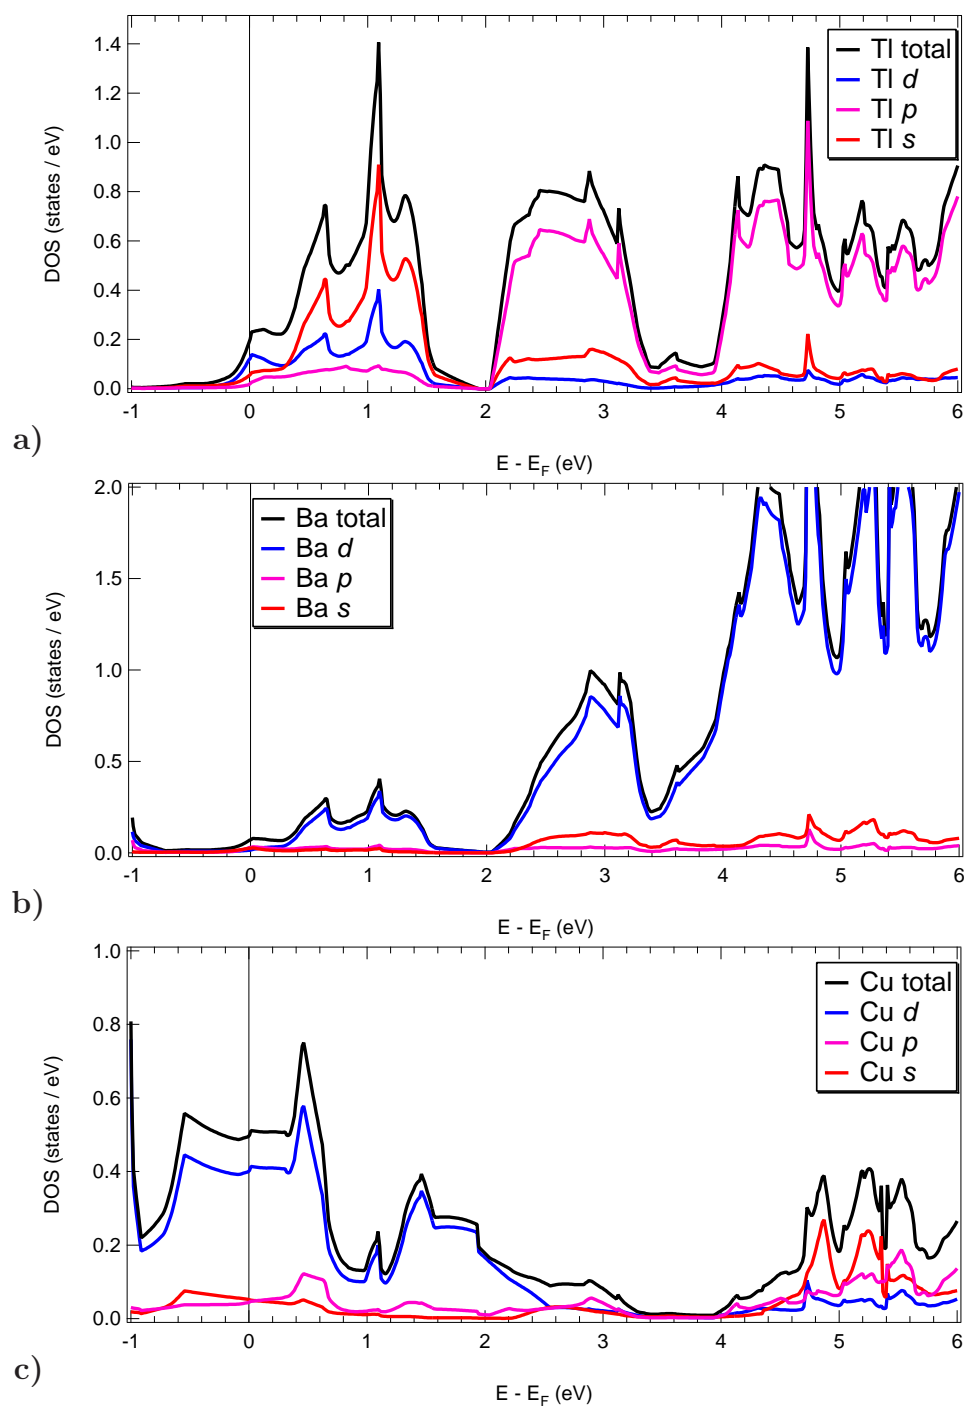 1.4
1.2
1.0
0.8
0.6
0.4
0.2
0.0
DOS (states / eV)
Tl total
Tl d
Tl p
Tl s
-1 0 1 2 3 4 5 6
E - E_F (eV)
a)
2.0
1.5
1.0
0.5
0.0
DOS (states / eV)
Ba total
Ba d
Ba p
Ba s
-1 0 1 2 3 4 5 6
E - E_F (eV)
b)
1.0
0.8
0.6
0.4
0.2
0.0
DOS (states / eV)
Cu total
Cu d
Cu p
Cu s
-1 0 1 2 3 4 5 6
E - E_F (eV)
c)